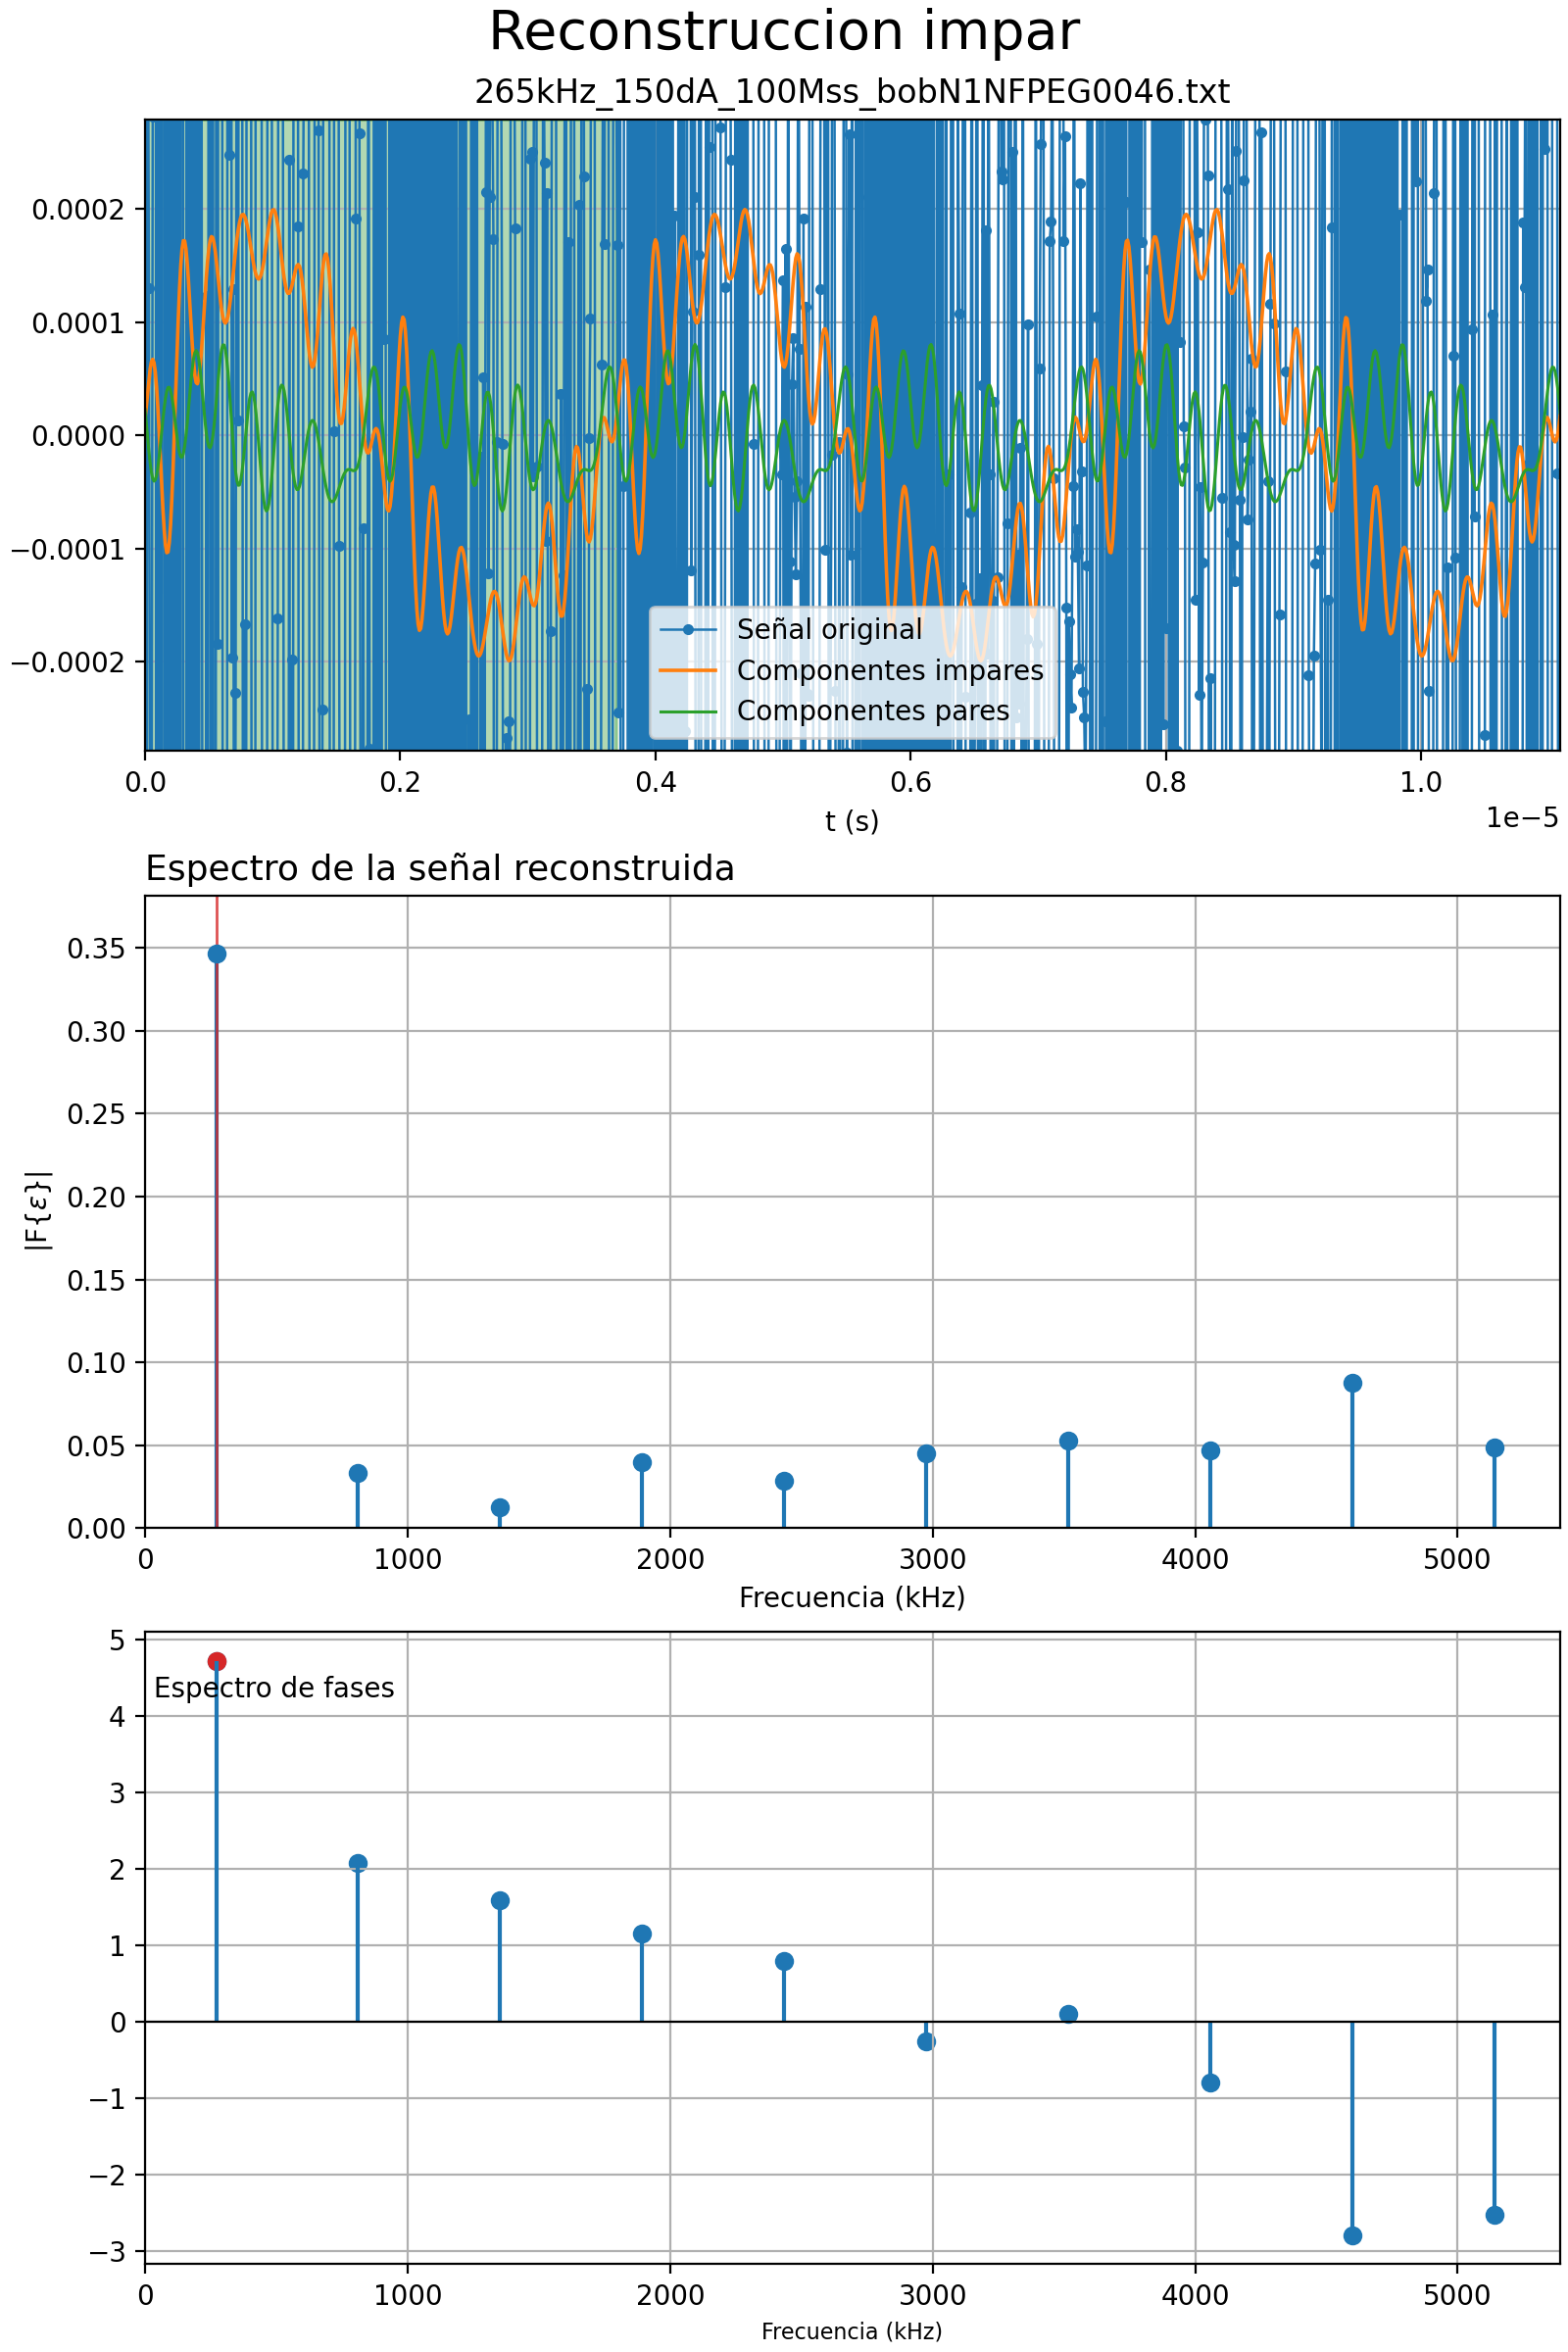 Reconstruccion impar
265kHz_150dA_100Mss_bobN1NFPEG0046.txt
0.0002
0.0001
0.0000
−0.0001
−0.0002
Señal original
Componentes impares
Componentes pares
0.0 0.2 0.4 0.6 0.8 1.0
1e−5
t (s)
Espectro de la señal reconstruida
0.35
0.30
0.25
0.20
0.15
0.10
0.05
0.00
|F{ε}|
0 1000 2000 3000 4000 5000
Frecuencia (kHz)
5
Espectro de fases
4
3
2
1
0
−1
−2
−3
0 1000 2000 3000 4000 5000
Frecuencia (kHz)